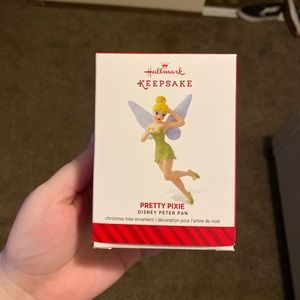 Hallmark
KEEPSAKE
PRETTY PIXIE
DISNEY PETER PAN
christmas tree ornament | décoration pour l'arbre de noël